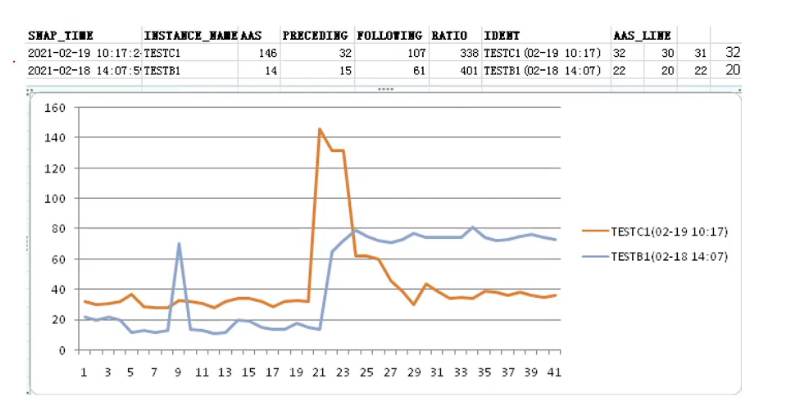 SNAP_TIME INSTANCE_NAME AAS PRECEDING FOLLOWING RATIO IDENT AAS_LINE
2021-02-19 10:17:2 TESTC1 146 32 107 338 TESTC1(02-19 10:17) 32 30 31 32
2021-02-18 14:07:5 TESTB1 14 15 61 401 TESTB1(02-18 14:07) 22 20 22 20
160
140
120
100
80
60
40
20
0
TESTC1(02-19 10:17)
TESTB1(02-18 14:07)
1 3 5 7 9 11 13 15 17 19 21 23 25 27 29 31 33 35 37 39 41